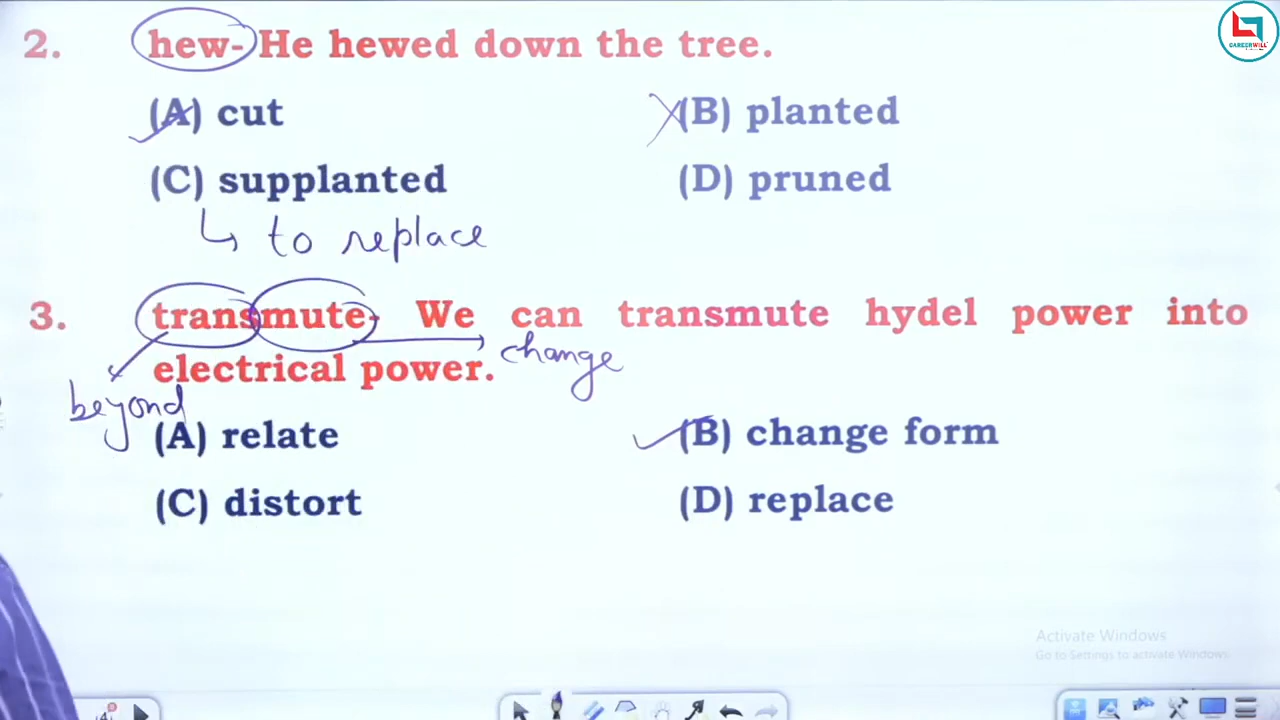 CAREERWILL
2. hew- He hewed down the tree.
(A) cut (B) planted
(C) supplanted (D) pruned
to replace
3. transmute- We can transmute hydel power into
change
electrical power.
beyond
(A) relate (B) change form
(C) distort (D) replace
Activate Windows
Go to Settings to activate Windows.